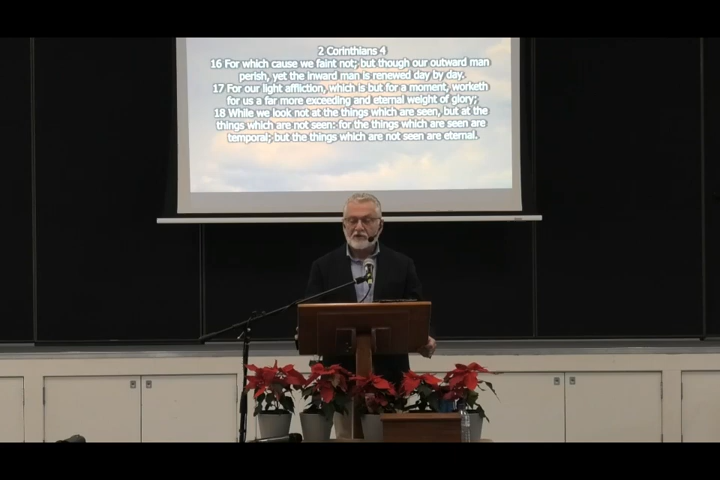 2 Corinthians 4
16 For which cause we faint not; but though our outward man
perish, yet the inward man is renewed day by day.
17 For our light affliction, which is but for a moment, worketh
for us a far more exceeding and eternal weight of glory;
18 While we look not at the things which are seen, but at the
things which are not seen: for the things which are seen are
temporal; but the things which are not seen are eternal.